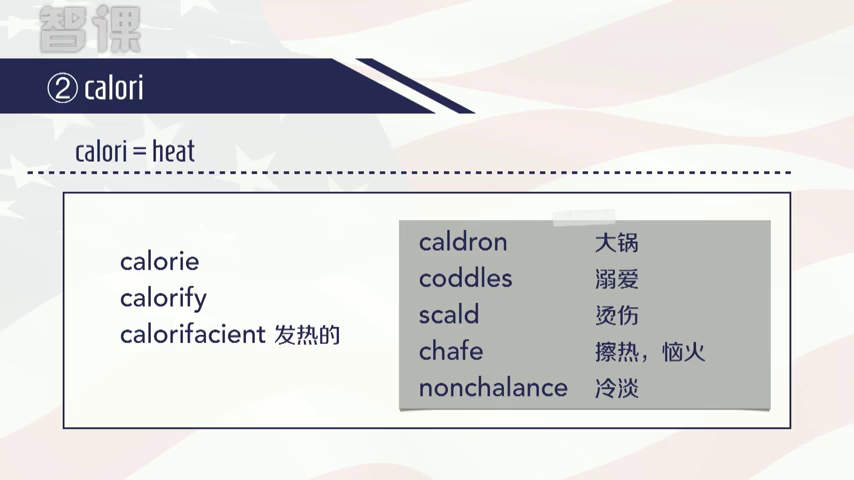 智课
② calori
calori = heat
calorie
calorify
calorifacient 发热的
caldron 大锅
coddles 溺爱
scald 烫伤
chafe 擦热，恼火
nonchalance 冷淡